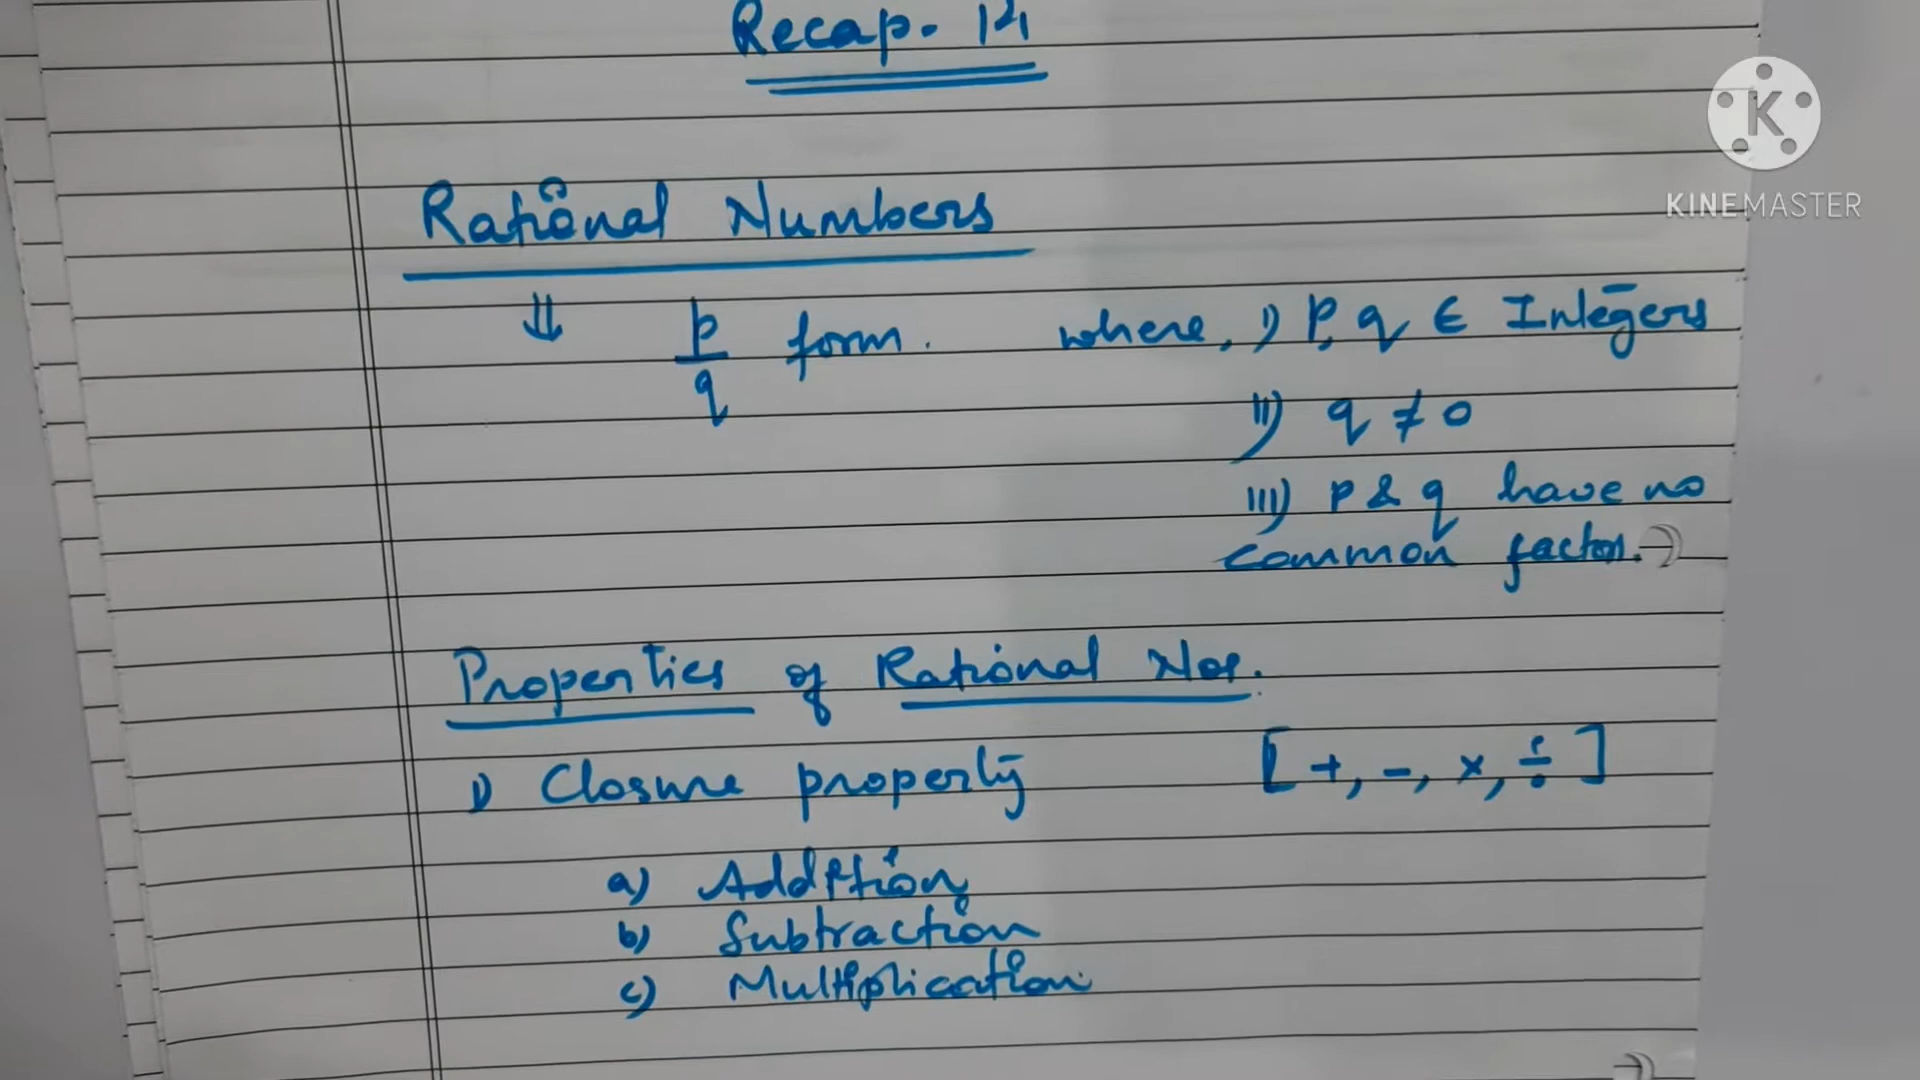 Recap. 14
K
KINEMASTER
Rational Numbers
⇓ p/q form. where, i) p, q ∈ Integers
ii) q ≠ 0
iii) p & q have no
common factor.
Properties of Rational Nos.
1) Closure property [+, -, ×, ÷]
a) Addition
b) Subtraction
c) Multiplication